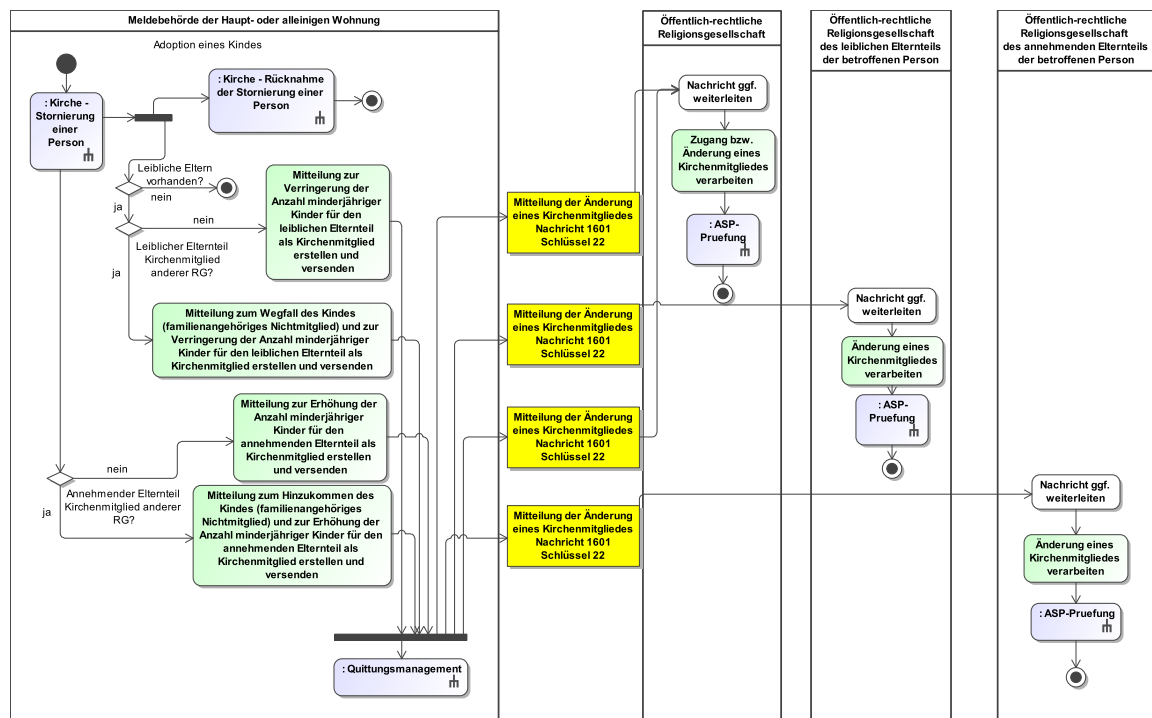 Meldebehörde der Haupt- oder alleinigen Wohnung
Adoption eines Kindes
: Kirche -
Stornierung
einer
Person
: Kirche - Rücknahme
der Stornierung einer
Person
Leibliche Eltern
vorhanden?
nein
ja
nein
Leiblicher Elternteil
Kirchenmitglied
anderer RG?
ja
Mitteilung zur
Verringerung der
Anzahl minderjähriger
Kinder für den
leiblichen Elternteil
als Kirchenmitglied
erstellen und
versenden
Mitteilung zum Wegfall des Kindes
(familienangehöriges Nichtmitglied) und zur
Verringerung der Anzahl minderjähriger
Kinder für den leiblichen Elternteil als
Kirchenmitglied erstellen und versenden
Mitteilung zur Erhöhung der
Anzahl minderjähriger
Kinder für den
annehmenden Elternteil als
Kirchenmitglied erstellen
und versenden
nein
Annehmender Elternteil
Kirchenmitglied anderer
RG?
ja
Mitteilung zum Hinzukommen des
Kindes (familienangehöriges
Nichtmitglied) und zur Erhöhung der
Anzahl minderjähriger Kinder für den
annehmenden Elternteil als
Kirchenmitglied erstellen und
versenden
: Quittungsmanagement
Mitteilung der Änderung
eines Kirchenmitgliedes
Nachricht 1601
Schlüssel 22
Mitteilung der Änderung
eines Kirchenmitgliedes
Nachricht 1601
Schlüssel 22
Mitteilung der Änderung
eines Kirchenmitgliedes
Nachricht 1601
Schlüssel 22
Mitteilung der Änderung
eines Kirchenmitgliedes
Nachricht 1601
Schlüssel 22
Öffentlich-rechtliche
Religionsgesellschaft
Nachricht ggf.
weiterleiten
Zugang bzw.
Änderung eines
Kirchenmitgliedes
verarbeiten
: ASP-
Pruefung
Öffentlich-rechtliche
Religionsgesellschaft
des leiblichen Elternteils
der betroffenen Person
Nachricht ggf.
weiterleiten
Änderung eines
Kirchenmitgliedes
verarbeiten
: ASP-
Pruefung
Öffentlich-rechtliche
Religionsgesellschaft
des annehmenden Elternteils
der betroffenen Person
Nachricht ggf.
weiterleiten
Änderung eines
Kirchenmitgliedes
verarbeiten
: ASP-Pruefung